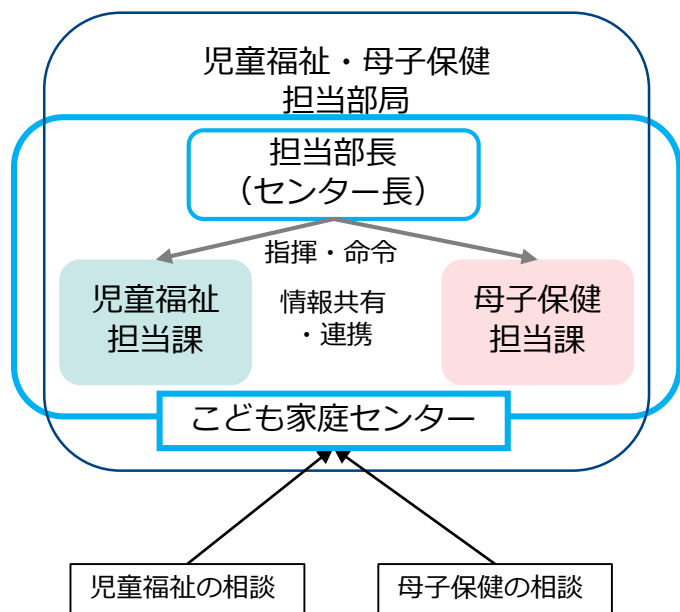 児童福祉・母子保健
担当部局
担当部長
（センター長）
指揮・命令
児童福祉
担当課
情報共有
・連携
母子保健
担当課
こども家庭センター
児童福祉の相談
母子保健の相談